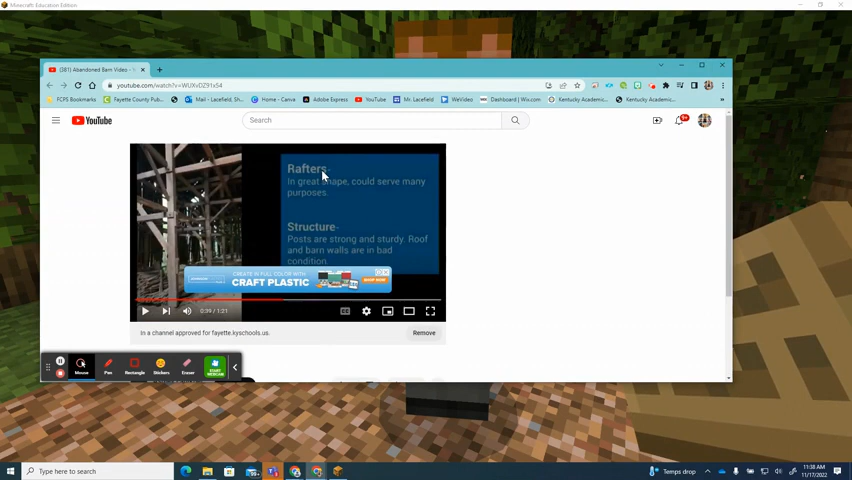 Minecraft Education Edition
(381) Abandoned Barn Video - Y
youtube.com/watch?v=WUXvDZ91x54
FCPS Bookmarks
Fayette County Publ...
Mail - Lacefield, Sh...
Home - Canva
Adobe Express
YouTube
Mr. Lacefield
WeVideo
Dashboard | Wix.com
Kentucky Academic...
Kentucky Academic...
YouTube
Search
9+
Rafters-
In great shape, could serve many
purposes.
Structure-
Posts are strong and sturdy. Roof
and barn walls are in bad
condition.
CREATE IN FULL COLOR WITH
CRAFT PLASTIC
SHOP NOW
0:39 / 1:21
CC
In a channel approved for fayette.kyschools.us.
Remove
Mouse
Pen
Rectangle
Stickers
Eraser
START
WEBCAM
Type here to search
99+
Temps drop
11:38 AM
11/17/2022